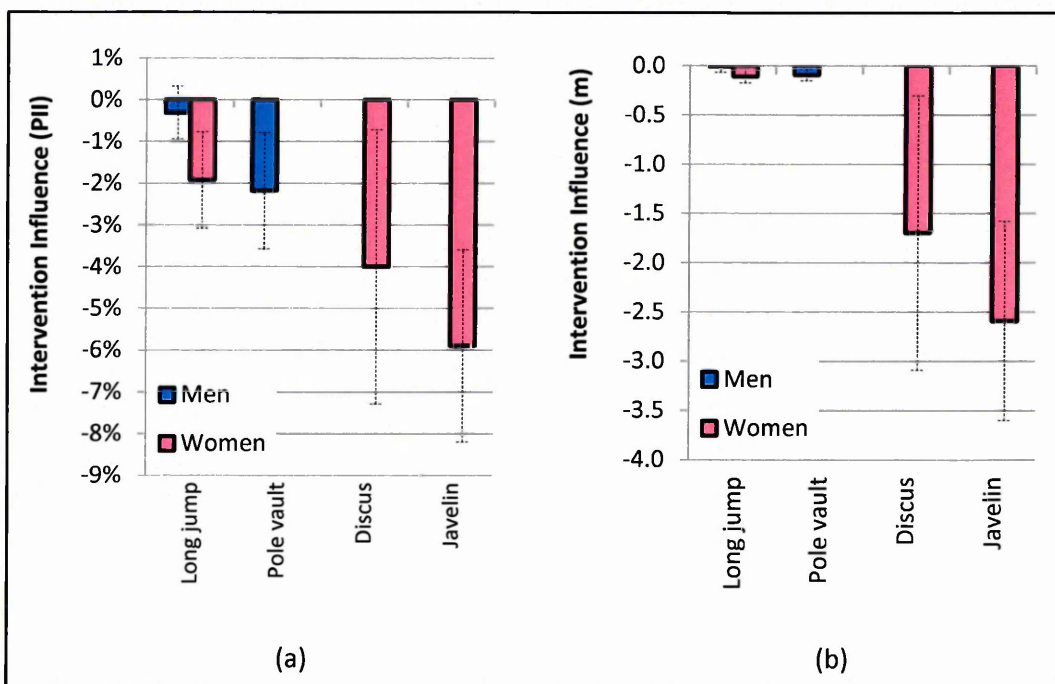 1%
0%
-1%
-2%
-3%
-4%
-5%
-6%
-7%
-8%
-9%
Intervention Influence (PII)
Men
Women
Long jump
Pole vault
Discus
Javelin
(a)
0.0
-0.5
-1.0
-1.5
-2.0
-2.5
-3.0
-3.5
-4.0
Intervention Influence (m)
Men
Women
Long jump
Pole vault
Discus
Javelin
(b)